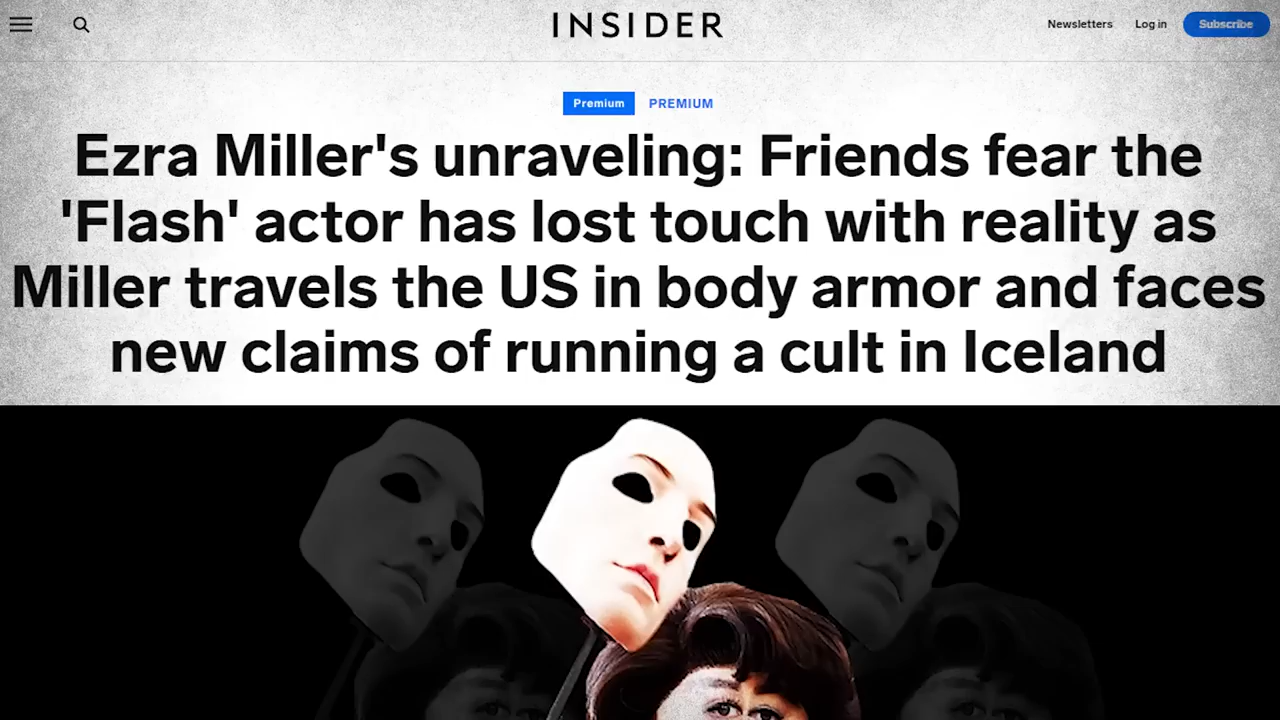 INSIDER
Newsletters Log in Subscribe
Premium PREMIUM
Ezra Miller's unraveling: Friends fear the
'Flash' actor has lost touch with reality as
Miller travels the US in body armor and faces
new claims of running a cult in Iceland